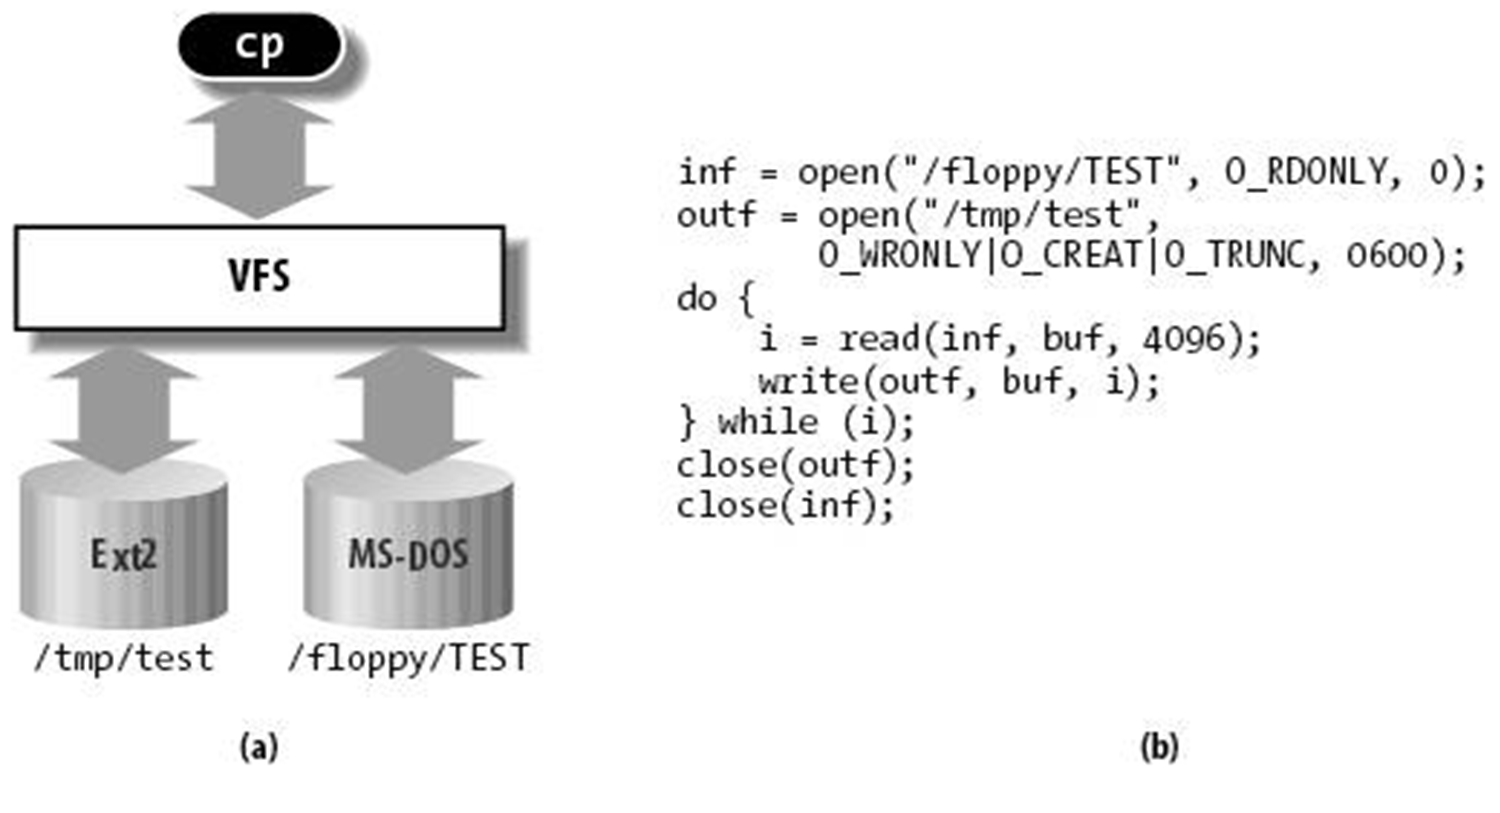 cp
VFS
Ext2
MS-DOS
/tmp/test
/floppy/TEST
(a)
inf = open("/floppy/TEST", O_RDONLY, 0);
outf = open("/tmp/test",
O_WRONLY|O_CREAT|O_TRUNC, 0600);
do {
i = read(inf, buf, 4096);
write(outf, buf, i);
} while (i);
close(outf);
close(inf);
(b)